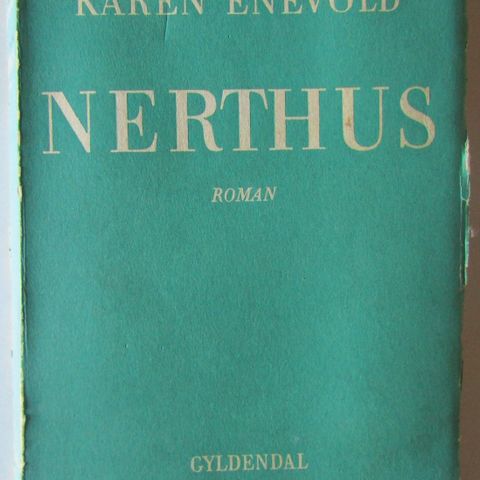 KAREN ENEVOLD
NERTHUS
ROMAN
GYLDENDAL